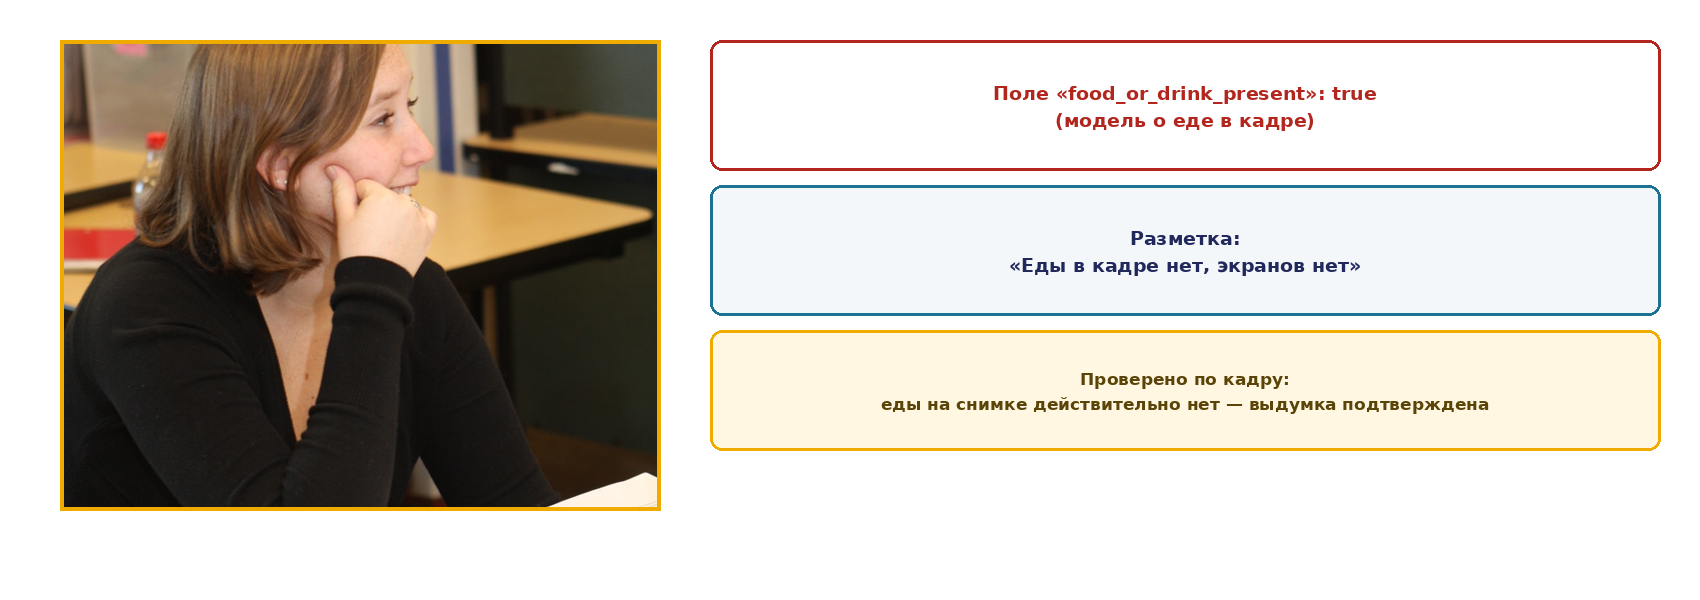 Поле «food_or_drink_present»: true
(модель о еде в кадре)
Разметка:
«Еды в кадре нет, экранов нет»
Проверено по кадру:
еды на снимке действительно нет — выдумка подтверждена